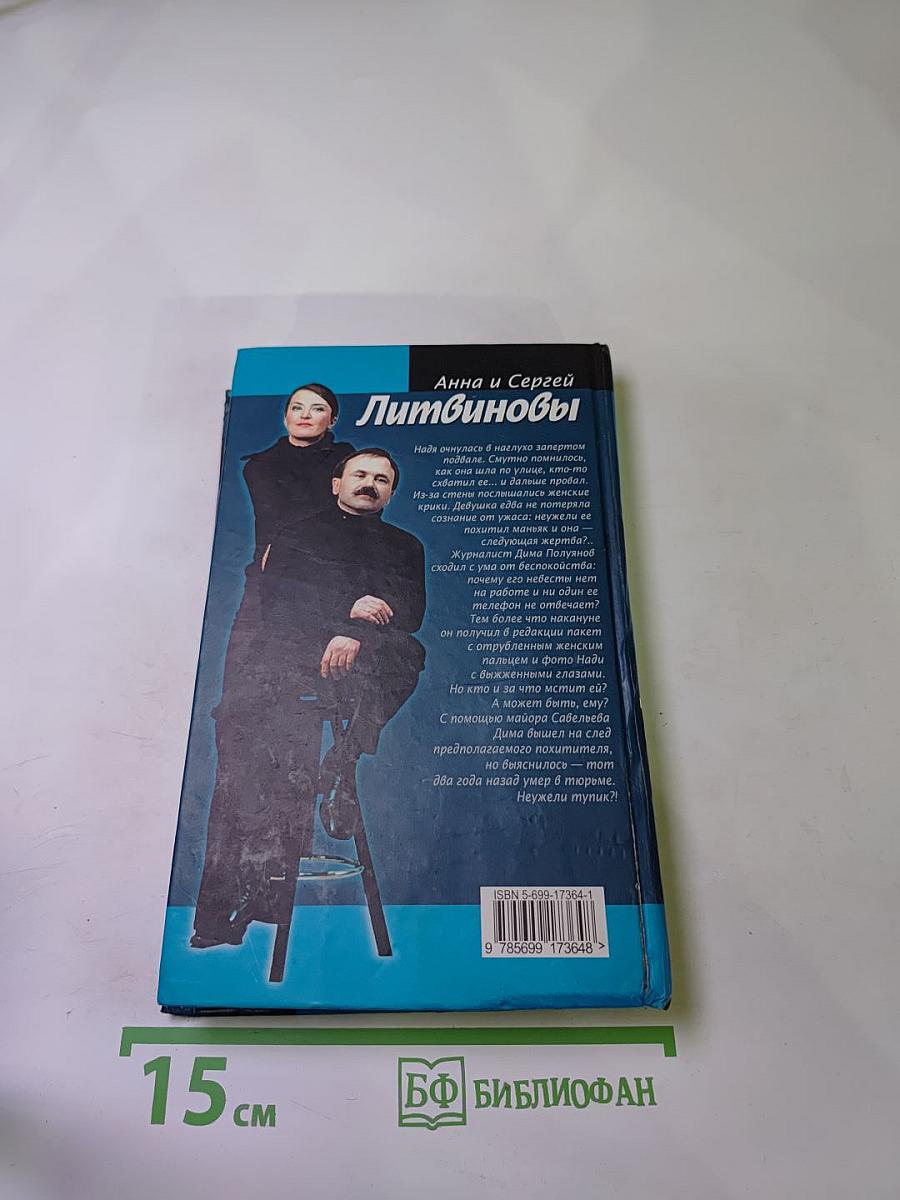 Анна и Сергей
Литвиновы
Надя очнулась в наглухо запертом
подвале. Смутно помнилось,
как она шла по улице, кто-то
схватил ее... и дальше провал.
Из-за стены послышались женские
крики. Девушка едва не потеряла
сознание от ужаса: неужели ее
похитил маньяк и она —
следующая жертва?..
Журналист Дима Полуянов
сходил с ума от беспокойства:
почему его невесты нет
на работе и ни один ее
телефон не отвечает?
Тем более что накануне
он получил в редакции пакет
с отрубленным женским
пальцем и фото Нади
с выжженными глазами.
Но кто и за что мстит ей?
А может быть, ему?
С помощью майора Савельева
Дима вышел на след
предполагаемого похитителя,
но выяснилось — тот
два года назад умер в тюрьме.
Неужели тупик?!
ISBN 5-699-17364-1
9 785699 173648 >
15 см
БФ БИБЛИОФАН